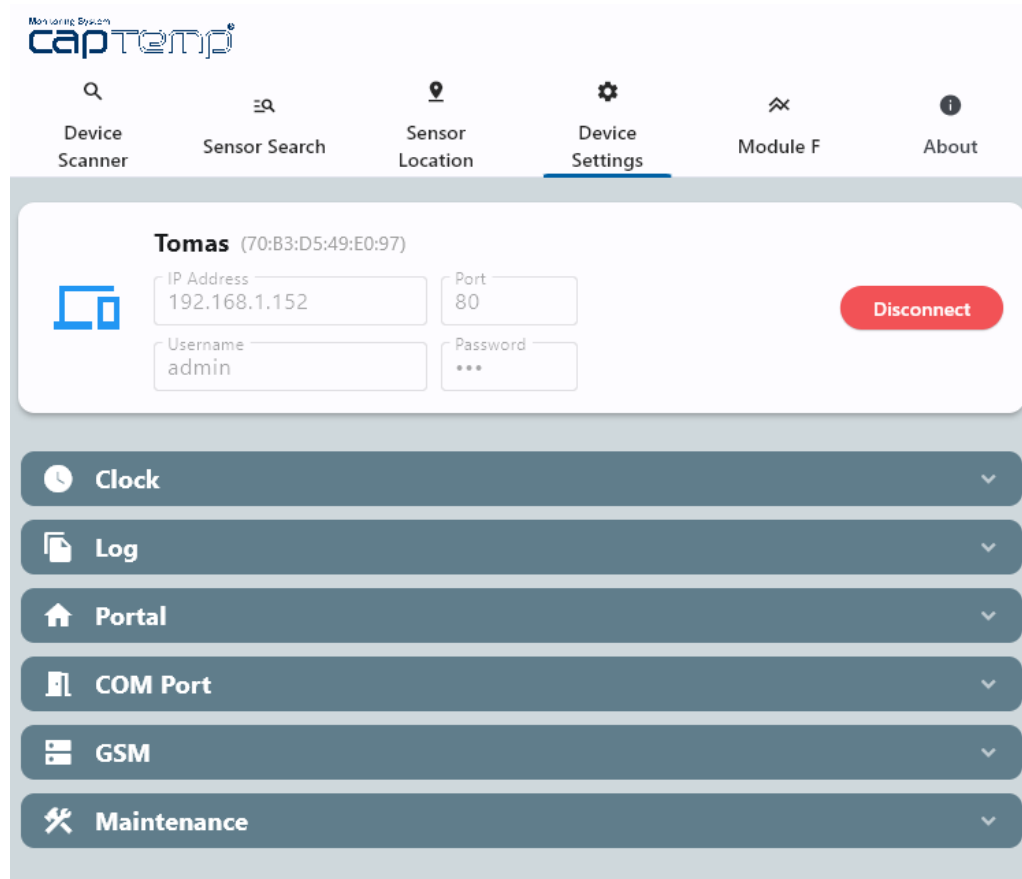 Monitoring System
capTemp®
Device Scanner
Sensor Search
Sensor Location
Device Settings
Module F
About
Tomas (70:B3:D5:49:E0:97)
IP Address
192.168.1.152
Port
80
Disconnect
Username
admin
Password
•••
Clock
Log
Portal
COM Port
GSM
Maintenance